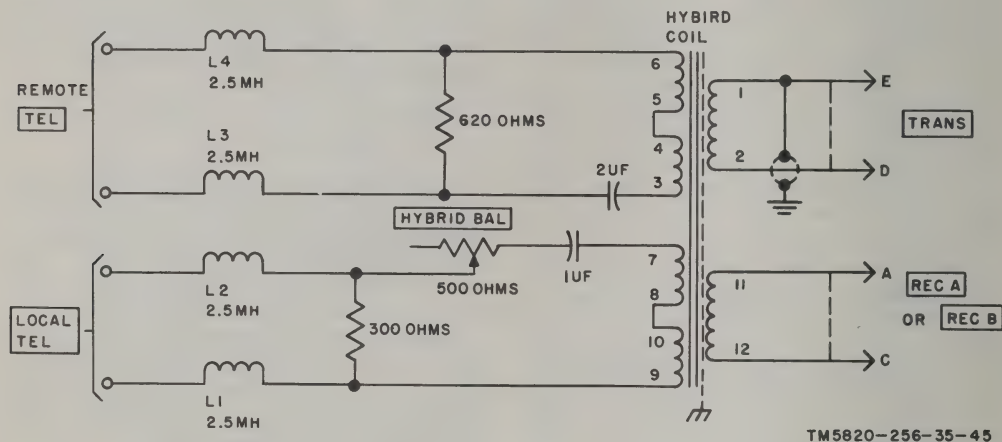 HYBIRD
COIL
REMOTE
TEL
L4
2.5MH
L3
2.5MH
620 OHMS
2UF
6
5
4
3
1
2
E
D
TRANS
HYBRID BAL
500 OHMS
1UF
LOCAL
TEL
L2
2.5MH
L1
2.5MH
300 OHMS
7
8
10
9
11
12
A
C
REC A
OR REC B
TM5820-256-35-45